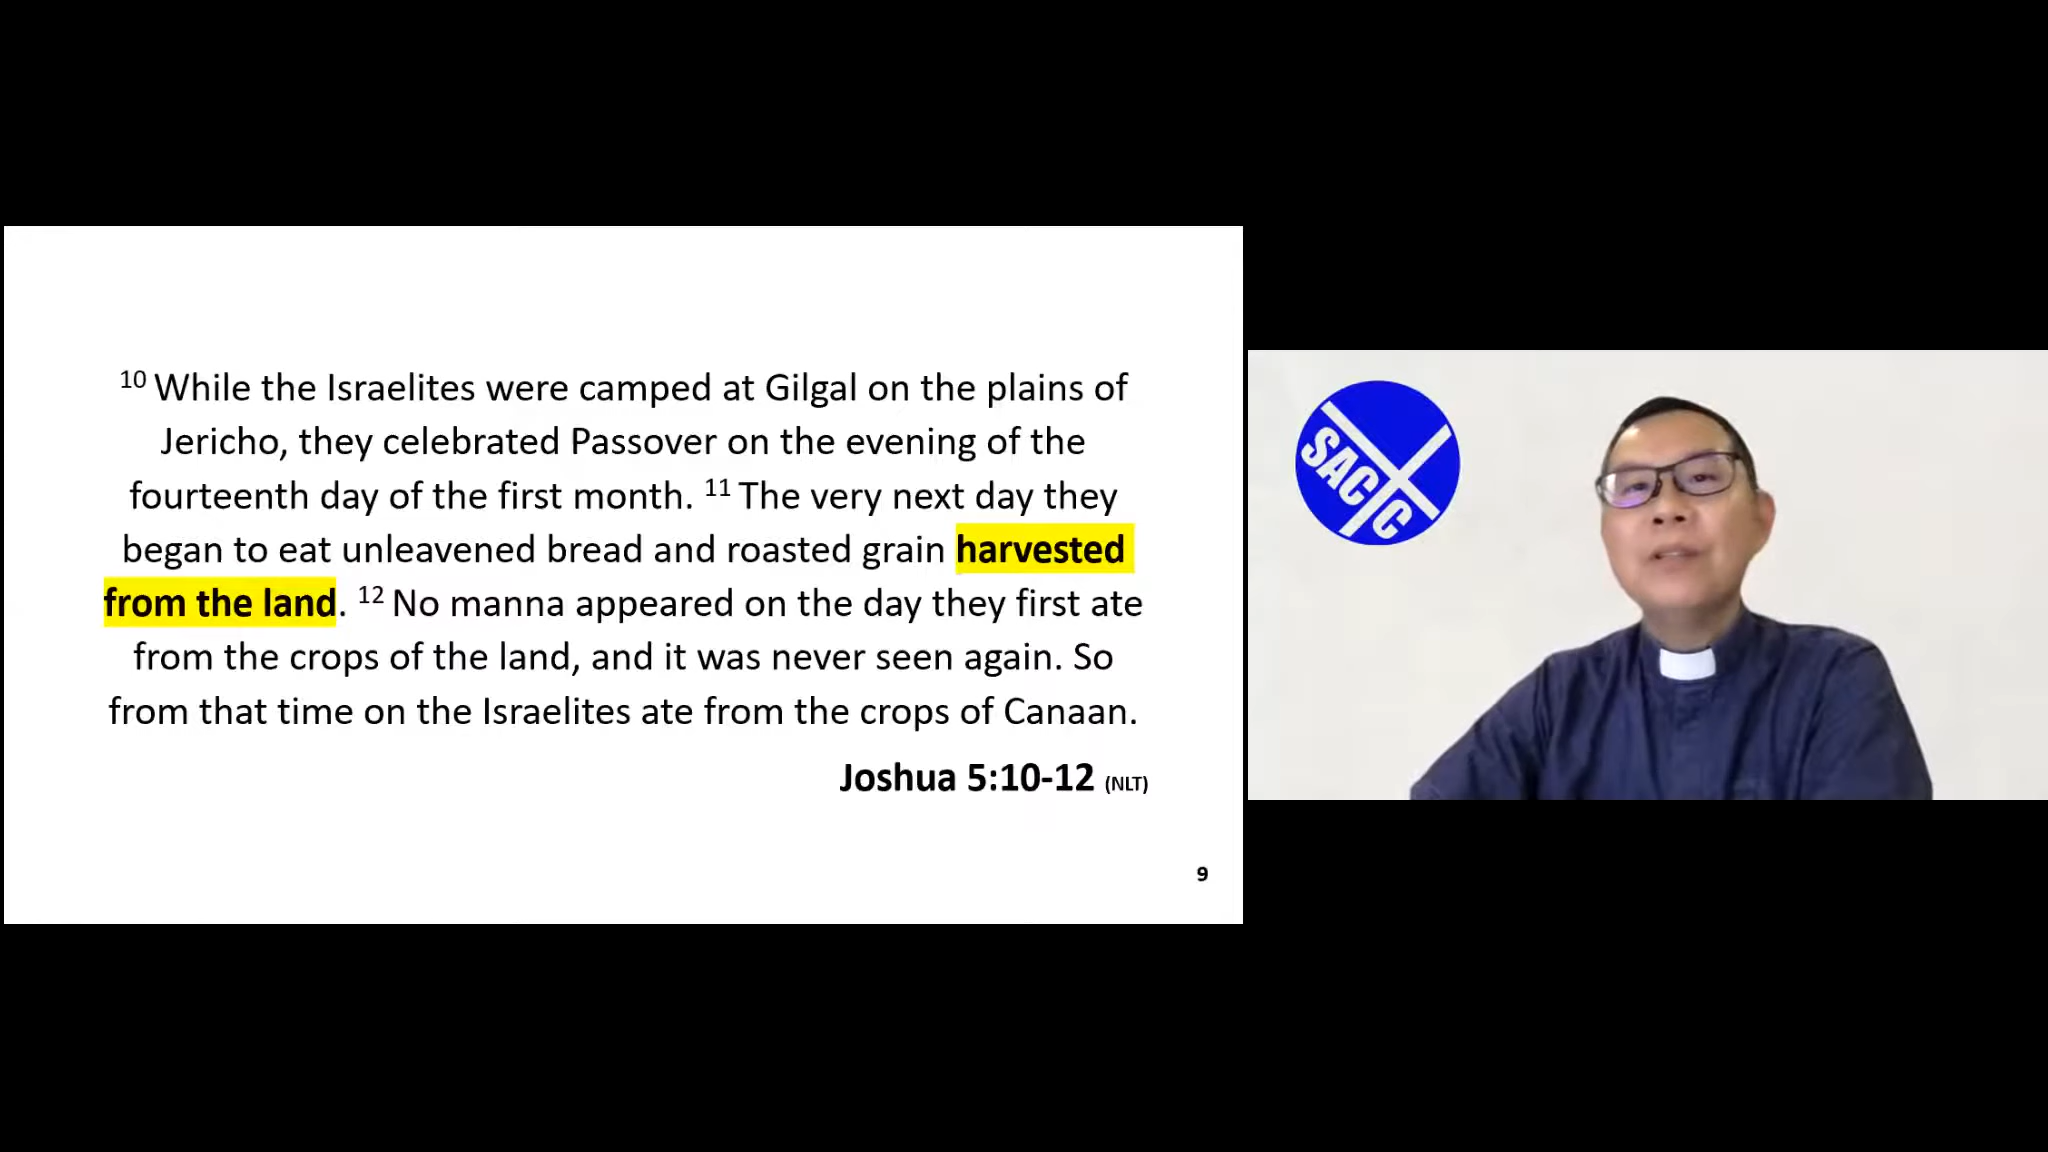 10 While the Israelites were camped at Gilgal on the plains of
Jericho, they celebrated Passover on the evening of the
fourteenth day of the first month. 11 The very next day they
began to eat unleavened bread and roasted grain harvested
from the land. 12 No manna appeared on the day they first ate
from the crops of the land, and it was never seen again. So
from that time on the Israelites ate from the crops of Canaan.
Joshua 5:10-12 (NLT)
9
SAC C